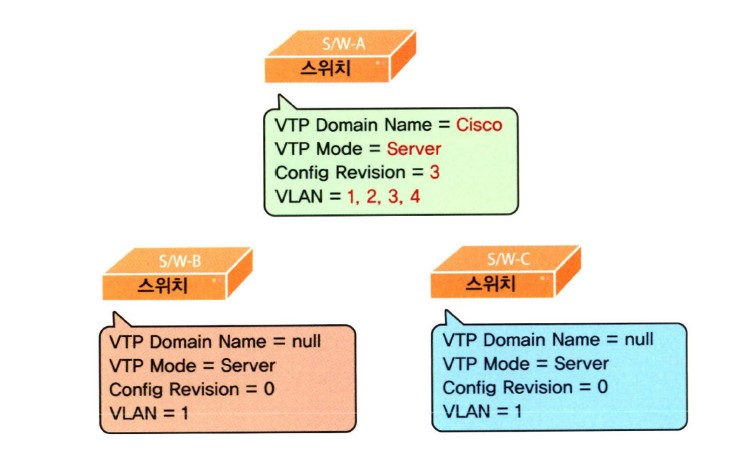 S/W-A
스위치
VTP Domain Name = Cisco
VTP Mode = Server
Config Revision = 3
VLAN = 1, 2, 3, 4
S/W-B
스위치
VTP Domain Name = null
VTP Mode = Server
Config Revision = 0
VLAN = 1
S/W-C
스위치
VTP Domain Name = null
VTP Mode = Server
Config Revision = 0
VLAN = 1